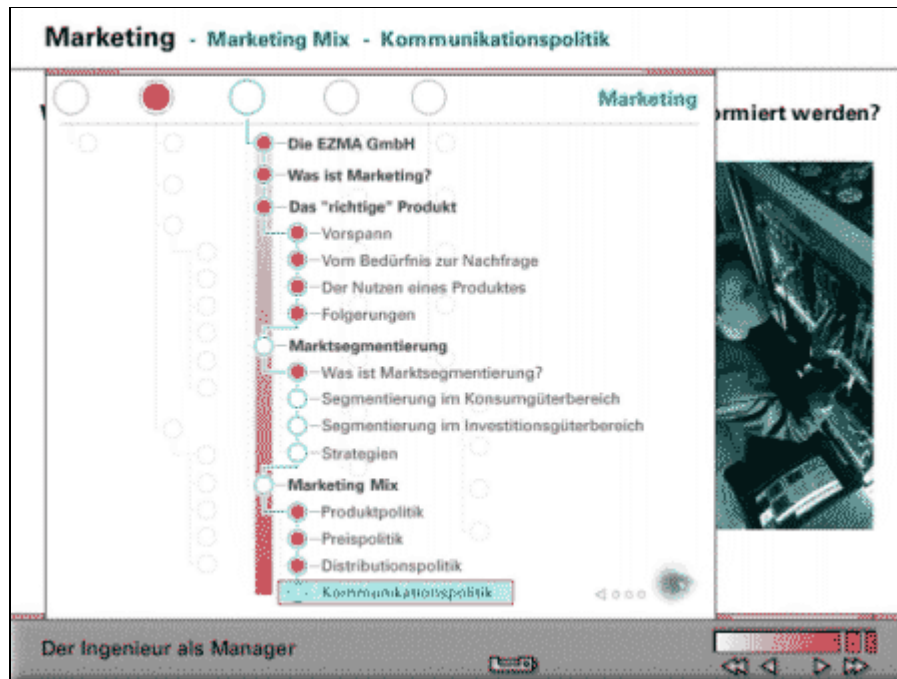 Marketing - Marketing Mix - Kommunikationspolitik
Marketing
ormiert werden?
Die EZMA GmbH
Was ist Marketing?
Das "richtige" Produkt
Vorspann
Vom Bedürfnis zur Nachfrage
Der Nutzen eines Produktes
Folgerungen
Marktsegmentierung
Was ist Marktsegmentierung?
Segmentierung im Konsumgüterbereich
Segmentierung im Investitionsgüterbereich
Strategien
Marketing Mix
Produktpolitik
Preispolitik
Distributionspolitik
Kommunikationspolitik
Der Ingenieur als Manager